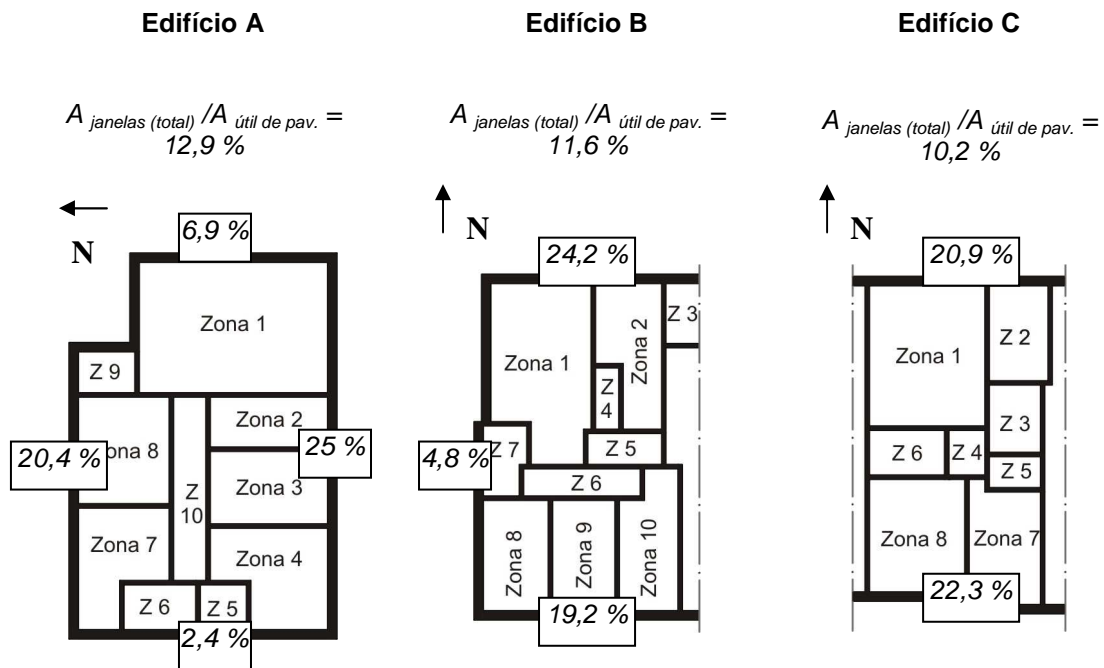 Edifício A
A janelas (total) /A útil de pav. =
12,9 %
N
6,9 %
Zona 1
Z 9
Zona 2
20,4 %
ona 8
25 %
Z
10
Zona 3
Zona 7
Zona 4
Z 6
Z 5
2,4 %
Edifício B
A janelas (total) /A útil de pav. =
11,6 %
N
24,2 %
Z 3
Zona 1
Zona 2
Z
4
4,8 %
Z 7
Z 5
Z 6
Zona 8
Zona 9
Zona 10
19,2 %
Edifício C
A janelas (total) /A útil de pav. =
10,2 %
N
20,9 %
Zona 1
Z 2
Z 3
Z 6
Z 4
Z 5
Zona 8
Zona 7
22,3 %